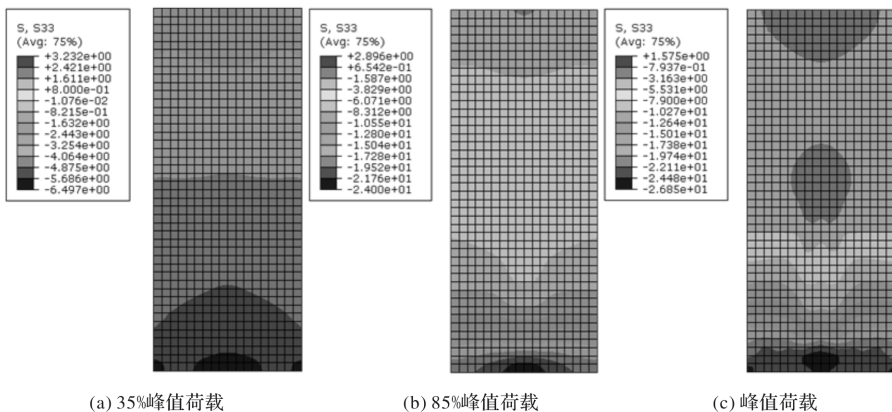 S, S33
(Avg: 75%)
+3.232e+00
+2.421e+00
+1.611e+00
+8.000e-01
-1.076e-02
-8.215e-01
-1.632e+00
-2.443e+00
-3.254e+00
-4.064e+00
-4.875e+00
-5.686e+00
-6.497e+00
S, S33
(Avg: 75%)
+2.896e+00
+6.542e-01
-1.587e+00
-3.829e+00
-6.071e+00
-8.312e+00
-1.055e+01
-1.280e+01
-1.504e+01
-1.728e+01
-1.952e+01
-2.176e+01
-2.400e+01
S, S33
(Avg: 75%)
+1.575e+00
-7.937e-01
-3.163e+00
-5.531e+00
-7.900e+00
-1.027e+01
-1.264e+01
-1.501e+01
-1.738e+01
-1.974e+01
-2.211e+01
-2.448e+01
-2.685e+01
(a) 35%峰值荷载
(b) 85%峰值荷载
(c) 峰值荷载